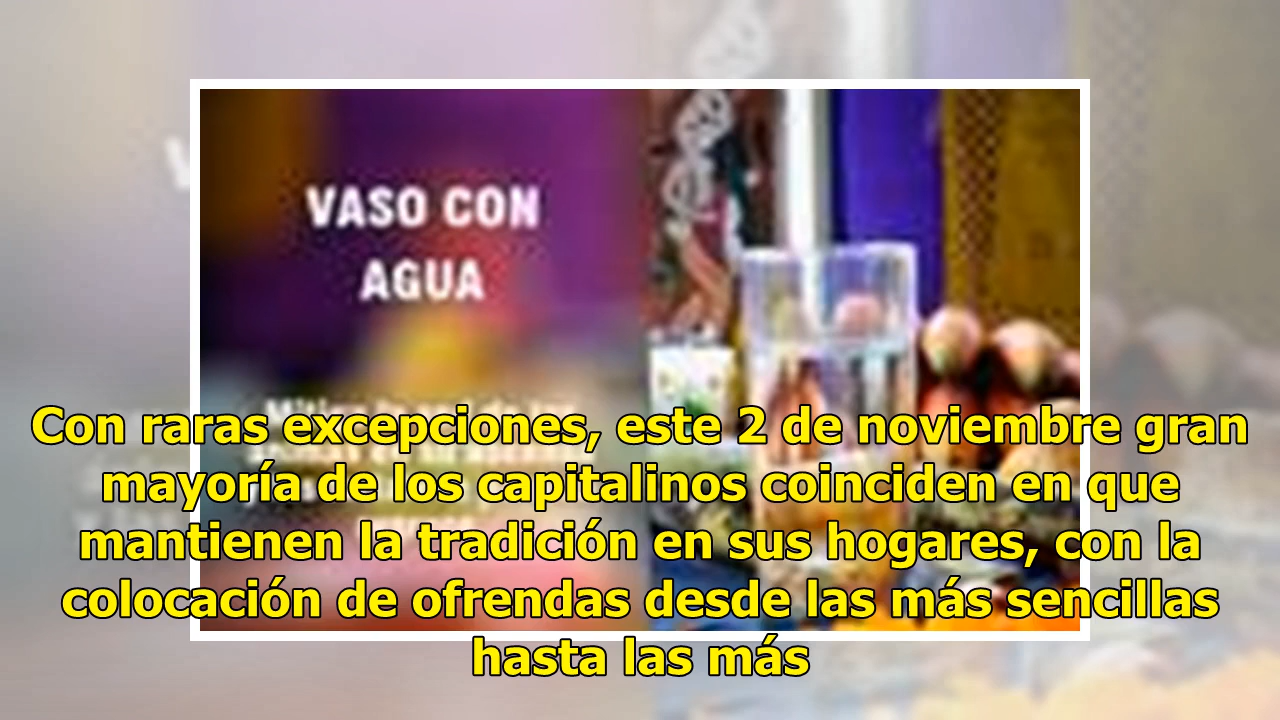 VASO CON
AGUA
Con raras excepciones, este 2 de noviembre gran
mayoría de los capitalinos coinciden en que
mantienen la tradición en sus hogares, con la
colocación de ofrendas desde las más sencillas
hasta las más